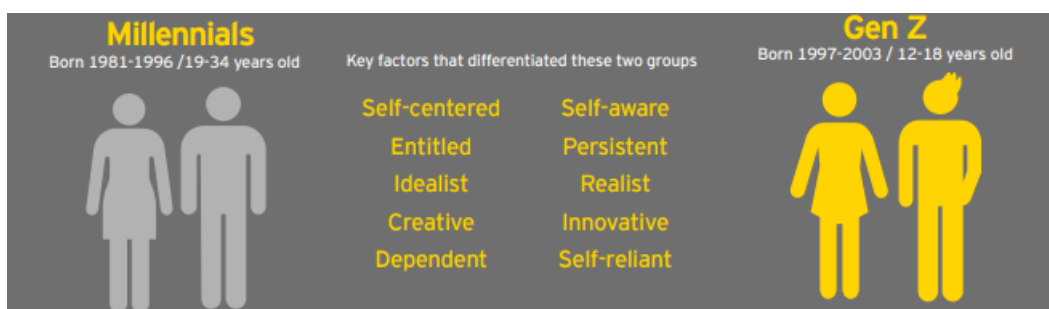 Millennials
Born 1981-1996 /19-34 years old
Key factors that differentiated these two groups
Self-centered Self-aware
Entitled Persistent
Idealist Realist
Creative Innovative
Dependent Self-reliant
Gen Z
Born 1997-2003 / 12-18 years old